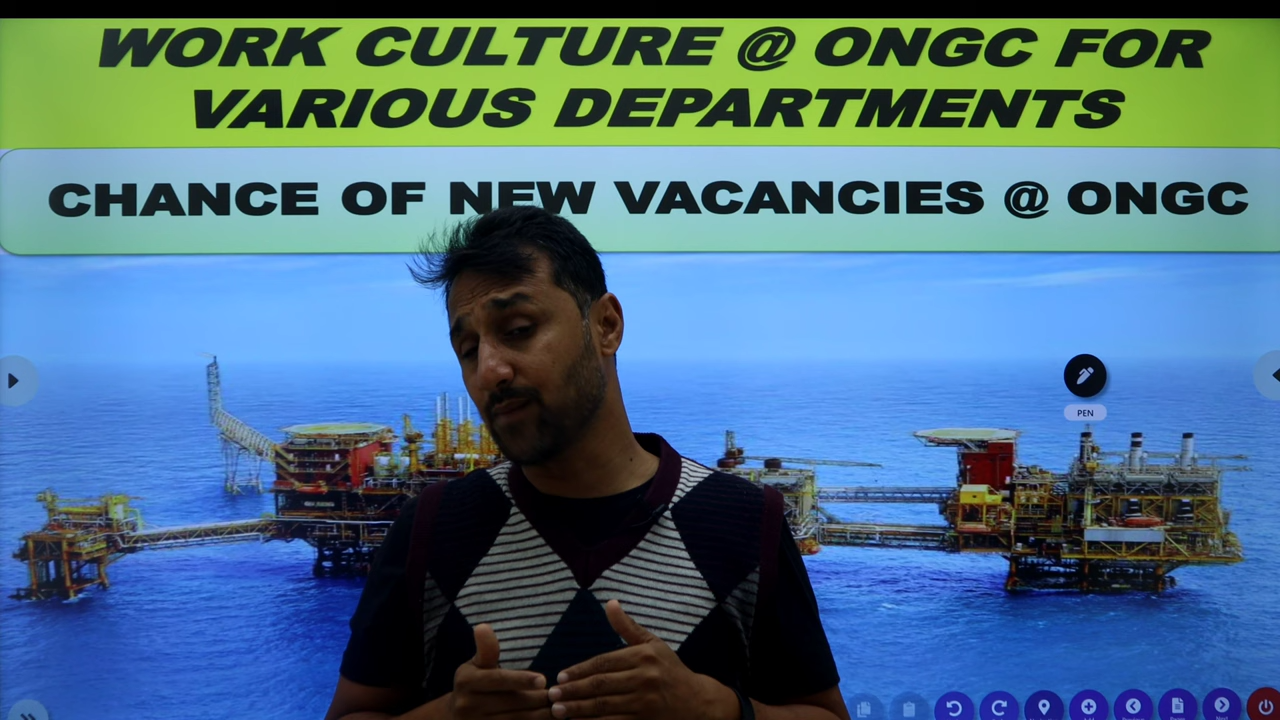 WORK CULTURE @ ONGC FOR
VARIOUS DEPARTMENTS
CHANCE OF NEW VACANCIES @ ONGC
PEN